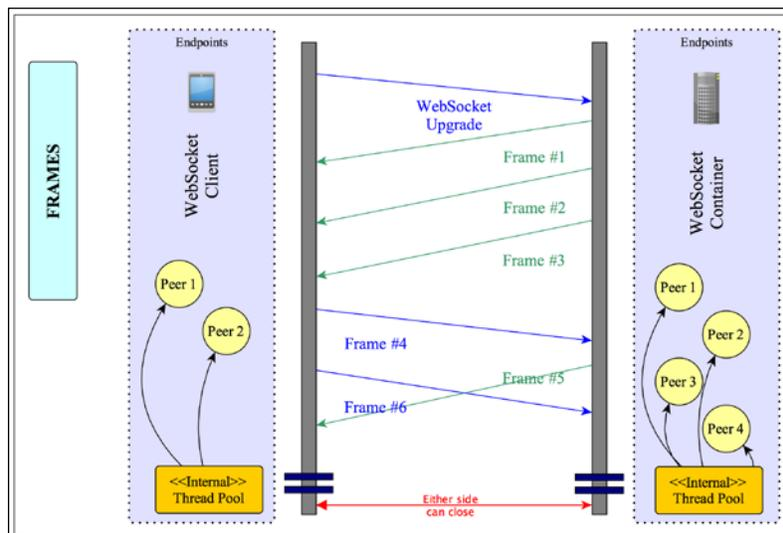 FRAMES
Endpoints
WebSocket
Client
Peer 1
Peer 2
<<Internal>>
Thread Pool
WebSocket
Upgrade
Frame #1
Frame #2
Frame #3
Frame #4
Frame #5
Frame #6
Either side
can close
Endpoints
WebSocket
Container
Peer 1
Peer 2
Peer 3
Peer 4
<<Internal>>
Thread Pool